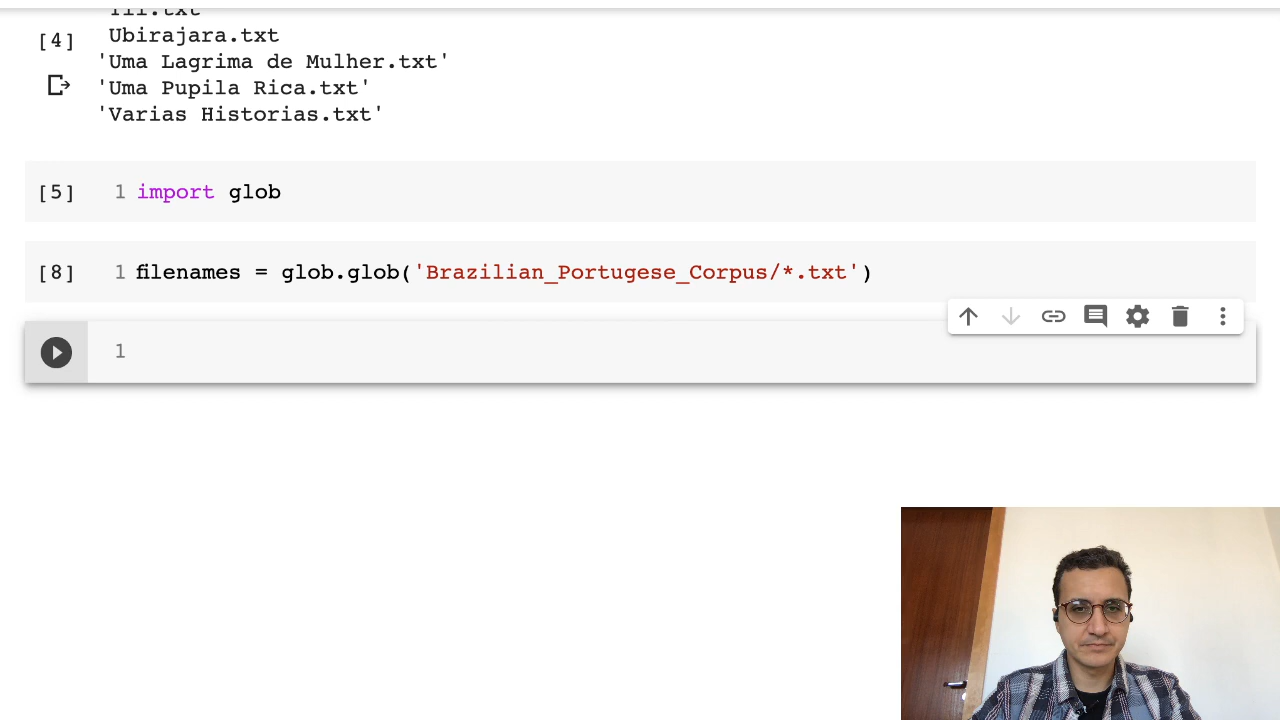 [4]
Ubirajara.txt
'Uma Lagrima de Mulher.txt'
'Uma Pupila Rica.txt'
'Varias Historias.txt'
[5] 1 import glob
[8] 1 filenames = glob.glob('Brazilian_Portugese_Corpus/*.txt')
1